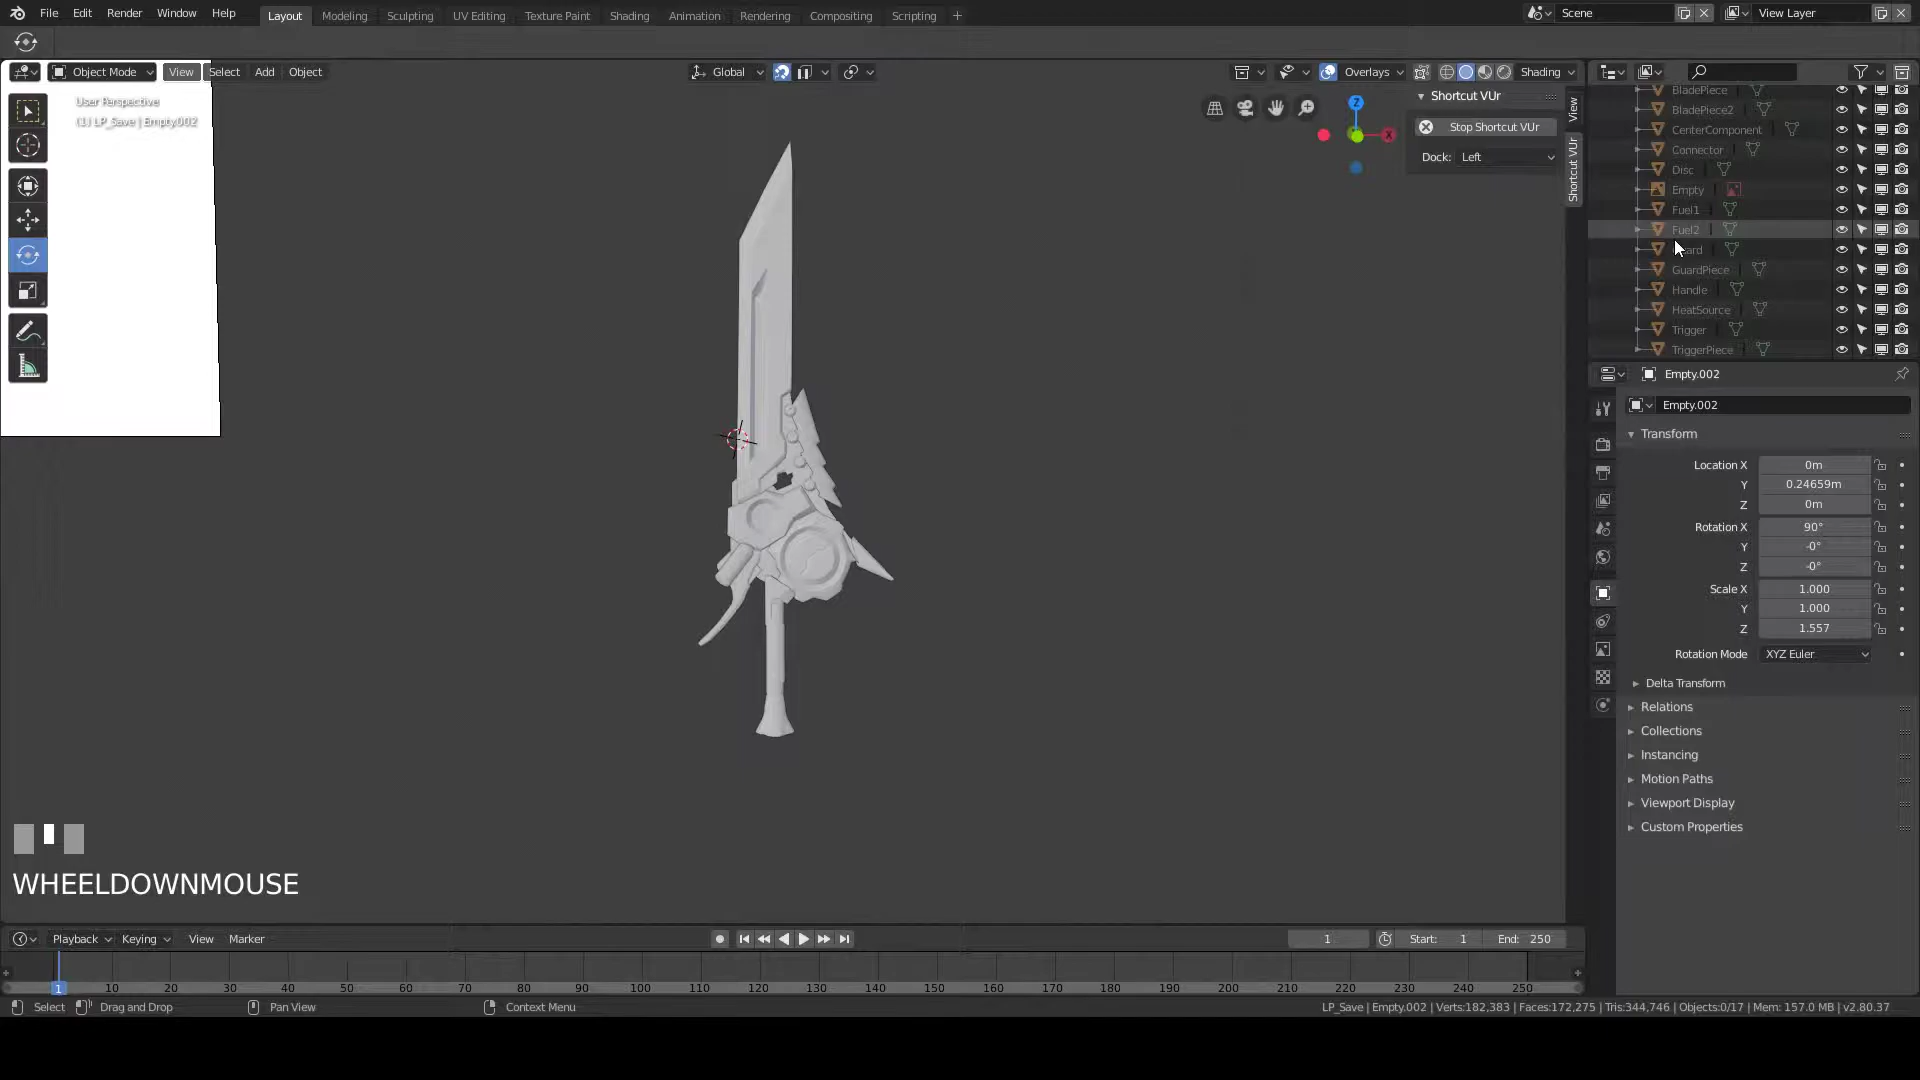 File Edit Render Window Help Layout Modeling Sculpting UV Editing Texture Paint Shading Animation Rendering Compositing Scripting + Scene View Layer
Object Mode View Select Add Object Global Overlays Shading
User Perspective
(1) LP_Save | Empty.002
Shortcut VUr
Stop Shortcut VUr
Dock: Left
View
Shortcut VUr
BladePiece
BladePiece2
CenterComponent
Connector
Disc
Empty
Fuel1
Fuel2
GuardPiece
Handle
HeatSource
Trigger
TriggerPiece
Empty.002
Empty.002
Transform
Location X 0m
Y 0.24659m
Z 0m
Rotation X 90°
Y -0°
Z -0°
Scale X 1.000
Y 1.000
Z 1.557
Rotation Mode XYZ Euler
Delta Transform
Relations
Collections
Instancing
Motion Paths
Viewport Display
Custom Properties
WHEELDOWNMOUSE
Playback Keying View Marker 1 Start: 1 End: 250
1 10 20 30 40 50 60 70 80 90 100 110 120 130 140 150 160 170 180 190 200 210 220 230 240 250
Select Drag and Drop Pan View Context Menu LP_Save | Empty.002 | Verts:182,383 | Faces:172,275 | Tris:344,746 | Objects:0/17 | Mem: 157.0 MB | v2.80.37